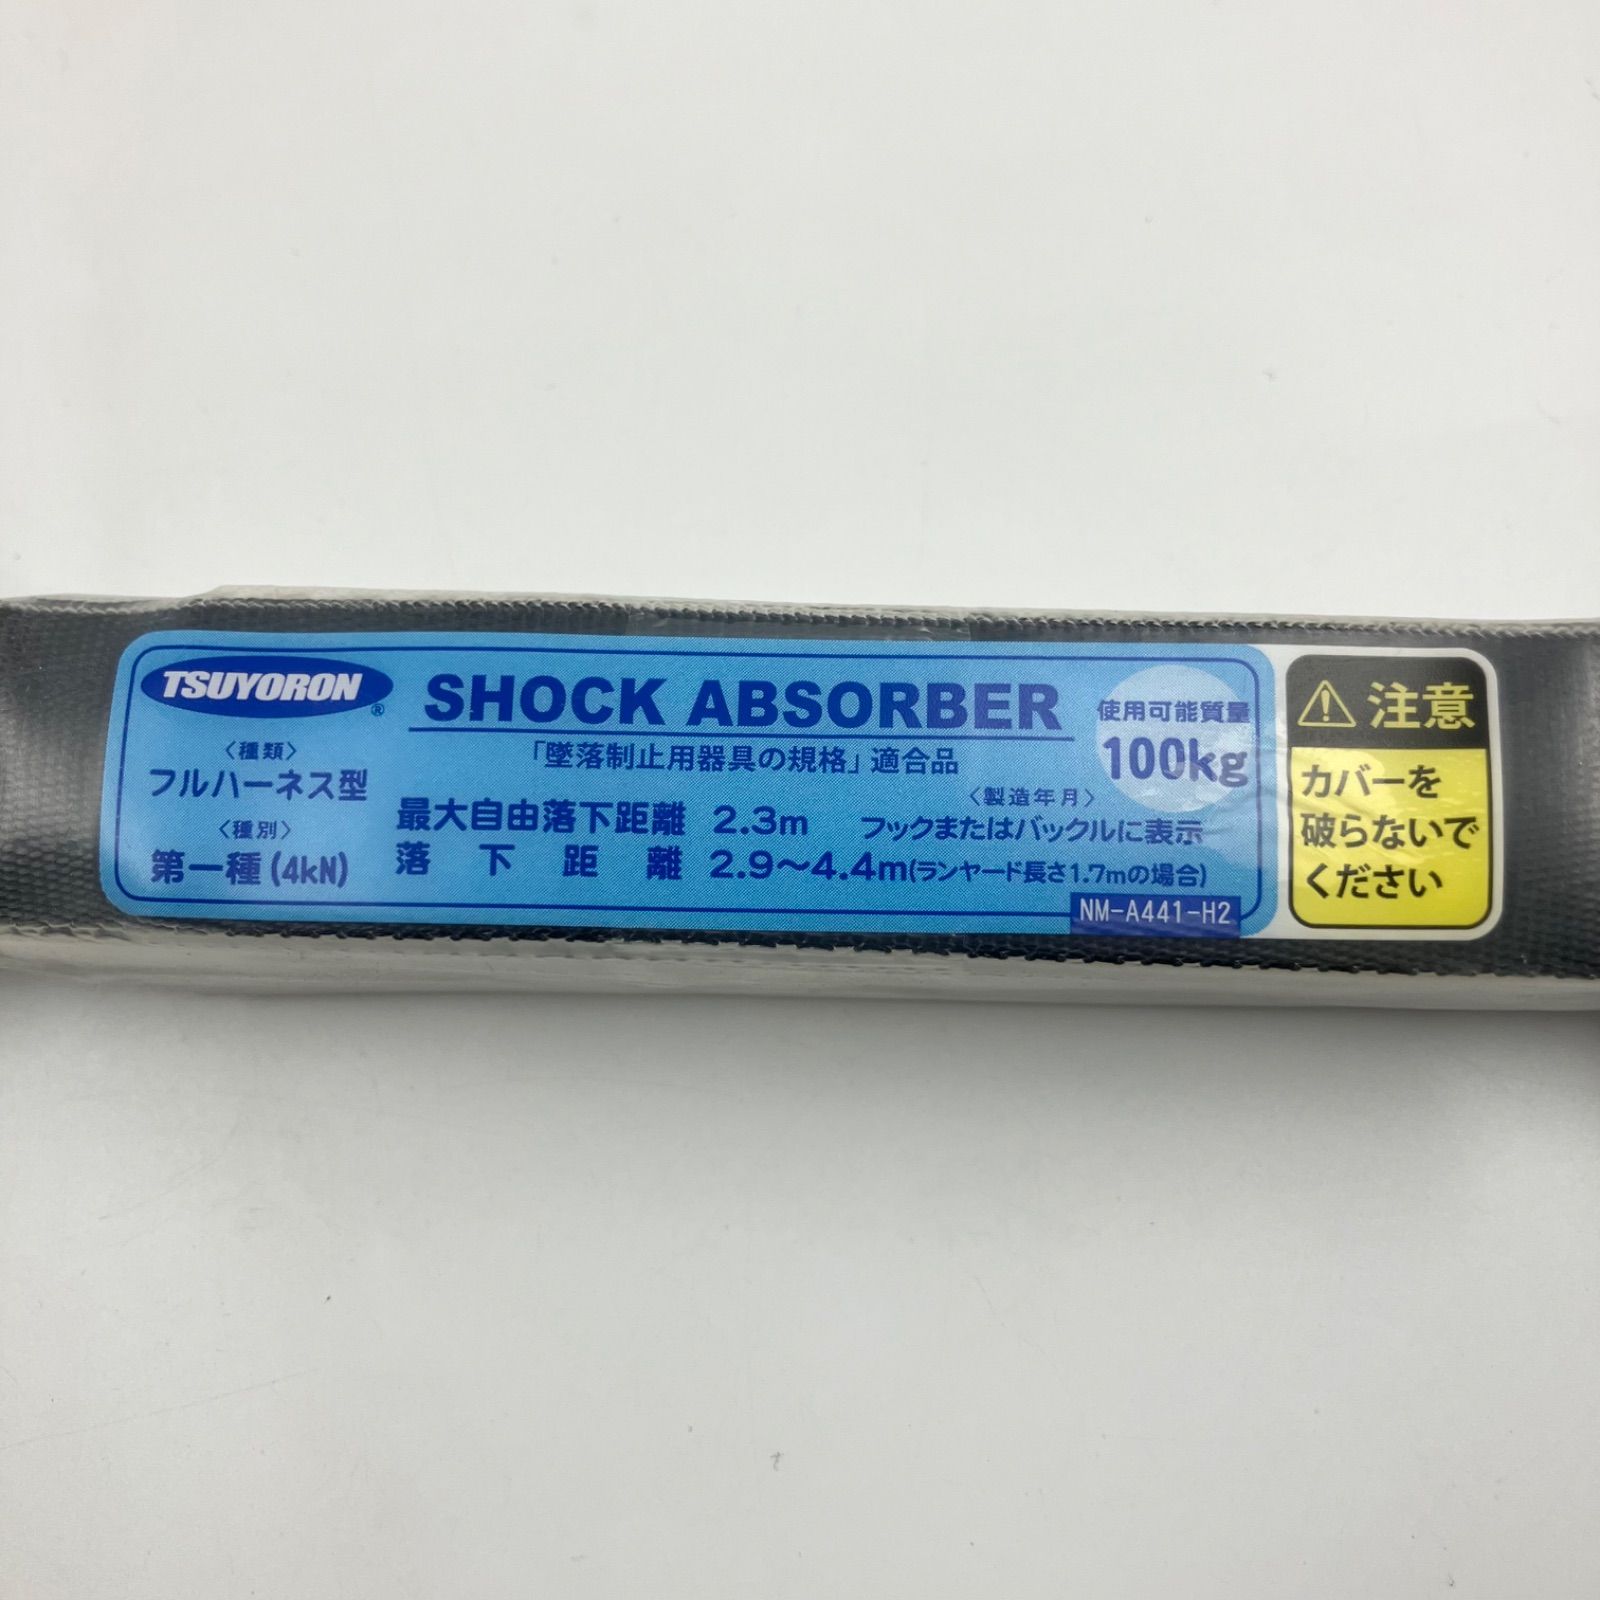 TSUYORON®
SHOCK ABSORBER
使用可能質量
100kg
「墜落制止用器具の規格」適合品
〈種類〉
フルハーネス型
〈種別〉
第一種(4kN)
最大自由落下距離 2.3m
〈製造年月〉
フックまたはバックルに表示
落下距離 2.9〜4.4m(ランヤード長さ1.7mの場合)
NM-A441-H2
注意
カバーを
破らないで
ください